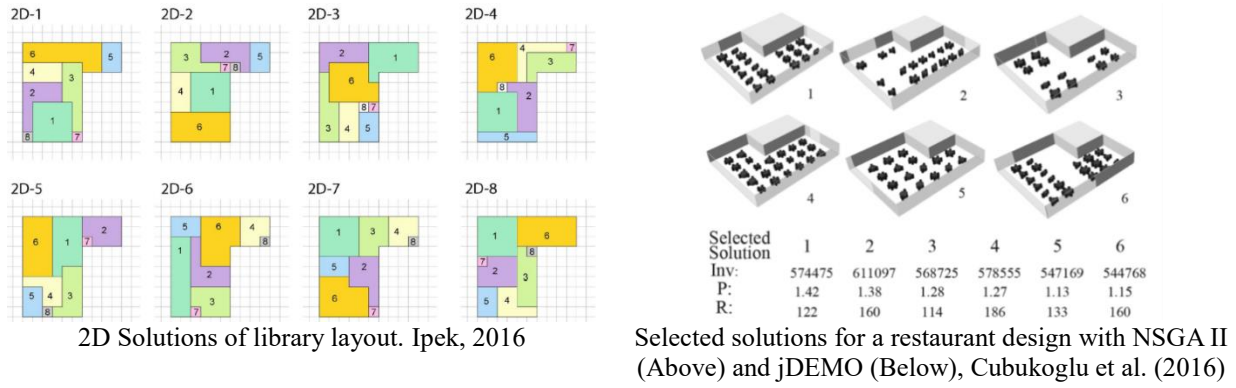 2D-1 2D-2 2D-3 2D-4
6 5 4 3 2 1 8 7
3 2 5 7 8 4 1 6
2 1 6 8 7 3 4 5
4 7 6 3 8 2 1 5
2D-5 2D-6 2D-7 2D-8
6 1 2 7 5 4 3 8
5 6 4 8 1 2 3 7
1 3 4 8 5 2 6 7
1 6 8 7 2 3 5 4
2D Solutions of library layout. Ipek, 2016
1 2 3
4 5 6
Selected
Solution 1 2 3 4 5 6
Inv: 574475 611097 568725 578555 547169 544768
P: 1.42 1.38 1.28 1.27 1.13 1.15
R: 122 160 114 186 133 160
Selected solutions for a restaurant design with NSGA II
(Above) and jDEMO (Below), Cubukoglu et al. (2016)